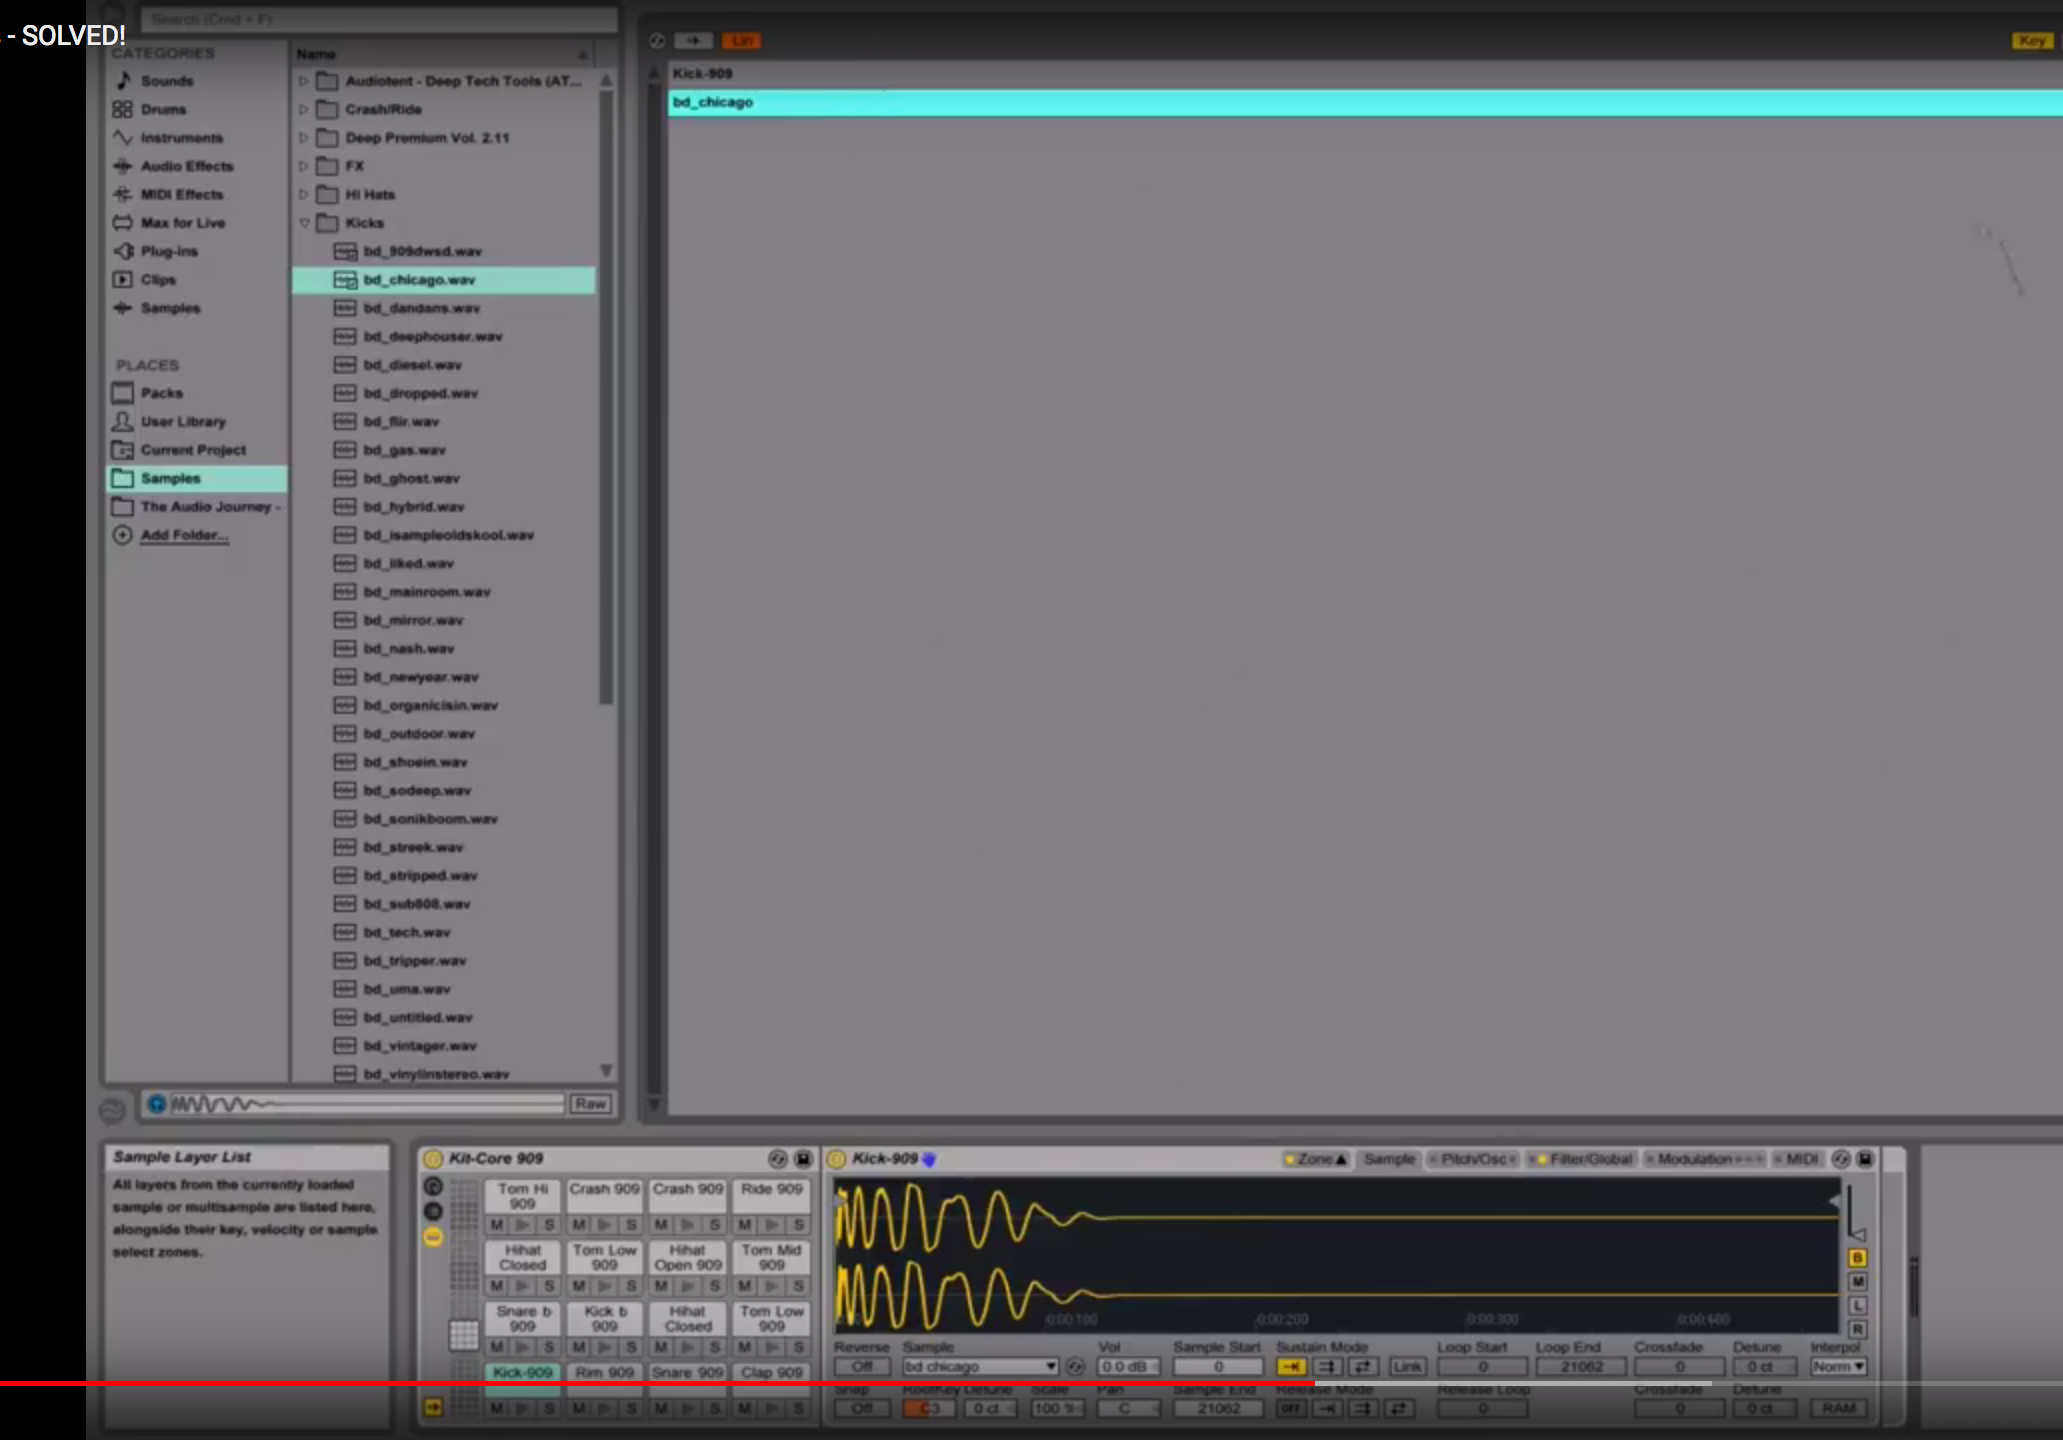 - SOLVED!
Search (Cmd + F)
CATEGORIES
Sounds
Drums
Instruments
Audio Effects
MIDI Effects
Max for Live
Plug-ins
Clips
Samples
PLACES
Packs
User Library
Current Project
Samples
The Audio Journey -
Add Folder...
Name
Audiotent - Deep Tech Tools (AT...
Crash/Ride
Deep Premium Vol. 2.11
FX
Hi Hats
Kicks
bd_909dwsd.wav
bd_chicago.wav
bd_dandans.wav
bd_deephouser.wav
bd_diesel.wav
bd_dropped.wav
bd_flir.wav
bd_gas.wav
bd_ghost.wav
bd_hybrid.wav
bd_isampleoldskool.wav
bd_liked.wav
bd_mainroom.wav
bd_mirror.wav
bd_nash.wav
bd_newyear.wav
bd_organicisin.wav
bd_outdoor.wav
bd_shoein.wav
bd_sodeep.wav
bd_sonikboom.wav
bd_streek.wav
bd_stripped.wav
bd_sub808.wav
bd_tech.wav
bd_tripper.wav
bd_uma.wav
bd_untitled.wav
bd_vintager.wav
bd_vinylinstereo.wav
Raw
Lin
Key
Kick-909
bd_chicago
Sample Layer List
All layers from the currently loaded
sample or multisample are listed here,
alongside their key, velocity or sample
select zones.
Kit-Core 909
Tom Hi 909
Crash 909
Crash 909
Ride 909
M S M S M S M S
Hihat Closed
Tom Low 909
Hihat Open 909
Tom Mid 909
M S M S M S M S
Snare b 909
Kick b 909
Hihat Closed
Tom Low 909
M S M S M S M S
Kick-909
Rim 909
Snare 909
Clap 909
M S M S M S M S
Kick-909
Zone Sample Pitch/Osc Filter/Global Modulation MIDI
0:00:100 0:00:200 0:00:300 0:00:400
B
M
L
R
Reverse Sample Vol Sample Start Sustain Mode Loop Start Loop End Crossfade Detune Interpol
Off bd chicago 0.0 dB 0 Link 0 21062 0 0 ct Norm
Snap RootKey Detune Scale Pan Sample End Release Mode Release Loop Crossfade Detune
Off C3 0 ct 100 % C 21062 OFF 0 0 0 ct RAM